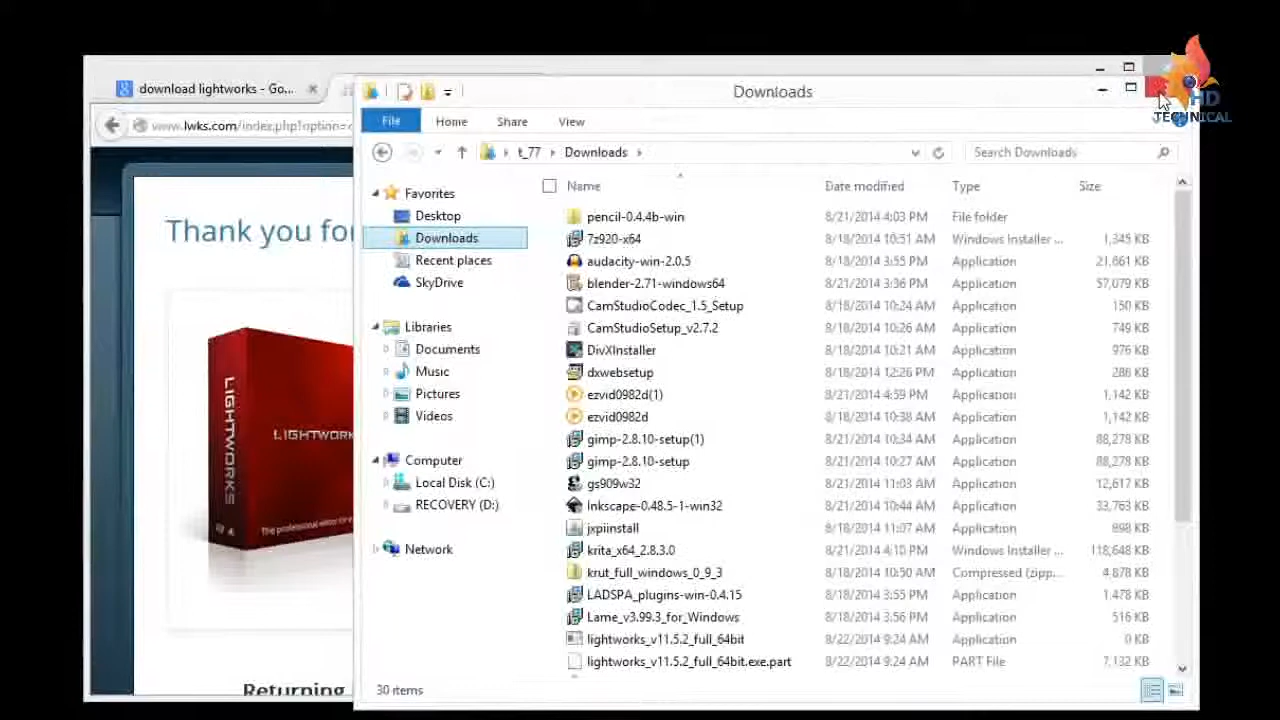 download lightworks - Go...
www.lwks.com/index.php?option=c
Thank you for
LIGHTWORKS
LIGHTWORK
The professional editor for e
Returning
HD
TECHNICAL
Downloads
File Home Share View
t_77 Downloads
Search Downloads
Favorites
Desktop
Downloads
Recent places
SkyDrive
Libraries
Documents
Music
Pictures
Videos
Computer
Local Disk (C:)
RECOVERY (D:)
Network
Name Date modified Type Size
pencil-0.4.4b-win 8/21/2014 4:03 PM File folder
7z920-x64 8/18/2014 10:51 AM Windows Installer ... 1,345 KB
audacity-win-2.0.5 8/18/2014 3:55 PM Application 21,661 KB
blender-2.71-windows64 8/21/2014 3:36 PM Application 57,079 KB
CamStudioCodec_1.5_Setup 8/18/2014 10:24 AM Application 150 KB
CamStudioSetup_v2.7.2 8/18/2014 10:26 AM Application 749 KB
DivXInstaller 8/18/2014 10:21 AM Application 976 KB
dxwebsetup 8/18/2014 12:26 PM Application 286 KB
ezvid0982d(1) 8/21/2014 4:59 PM Application 1,142 KB
ezvid0982d 8/18/2014 10:38 AM Application 1,142 KB
gimp-2.8.10-setup(1) 8/21/2014 10:34 AM Application 88,278 KB
gimp-2.8.10-setup 8/21/2014 10:27 AM Application 88,278 KB
gs909w32 8/21/2014 11:03 AM Application 12,617 KB
Inkscape-0.48.5-1-win32 8/21/2014 10:44 AM Application 33,763 KB
jxpiinstall 8/18/2014 11:07 AM Application 898 KB
krita_x64_2.8.3.0 8/21/2014 4:10 PM Windows Installer ... 118,648 KB
krut_full_windows_0_9_3 8/18/2014 10:50 AM Compressed (zipp... 4,878 KB
LADSPA_plugins-win-0.4.15 8/18/2014 3:55 PM Application 1,478 KB
Lame_v3.99.3_for_Windows 8/18/2014 3:56 PM Application 516 KB
lightworks_v11.5.2_full_64bit 8/22/2014 9:24 AM Application 0 KB
lightworks_v11.5.2_full_64bit.exe.part 8/22/2014 9:24 AM PART File 7,132 KB
30 items